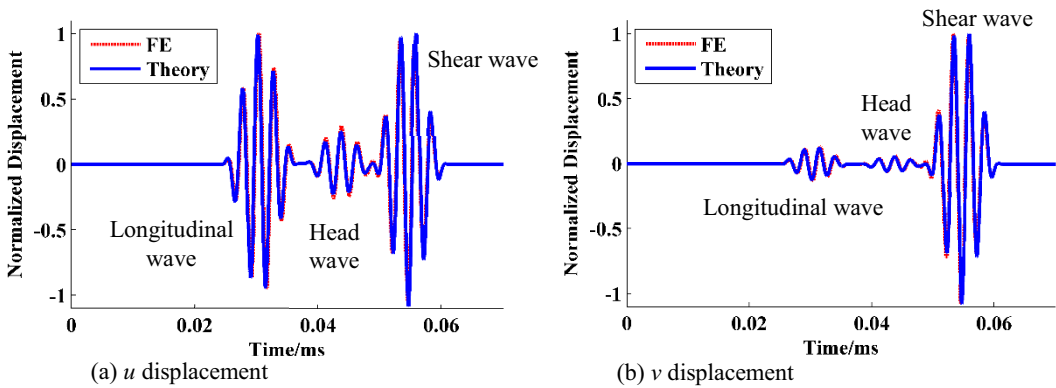 Normalized Displacement
1
0.5
0
-0.5
-1
FE
Theory
Shear wave
Longitudinal
wave
Head
wave
0
0.02
0.04
0.06
Time/ms
(a) u displacement
Normalized Displacement
1
0.5
0
-0.5
-1
FE
Theory
Shear wave
Head
wave
Longitudinal wave
0
0.02
0.04
0.06
Time/ms
(b) v displacement